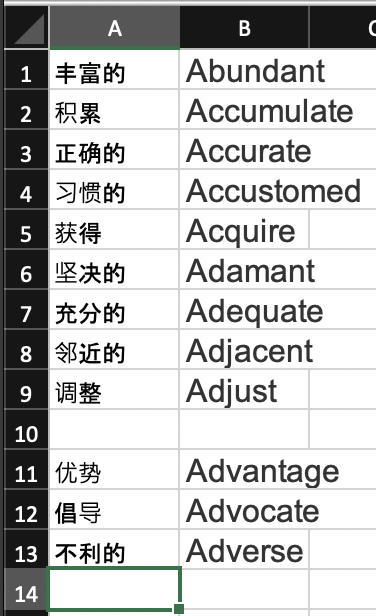 A B C
1 丰富的 Abundant
2 积累 Accumulate
3 正确的 Accurate
4 习惯的 Accustomed
5 获得 Acquire
6 坚决的 Adamant
7 充分的 Adequate
8 邻近的 Adjacent
9 调整 Adjust
10
11 优势 Advantage
12 倡导 Advocate
13 不利的 Adverse
14